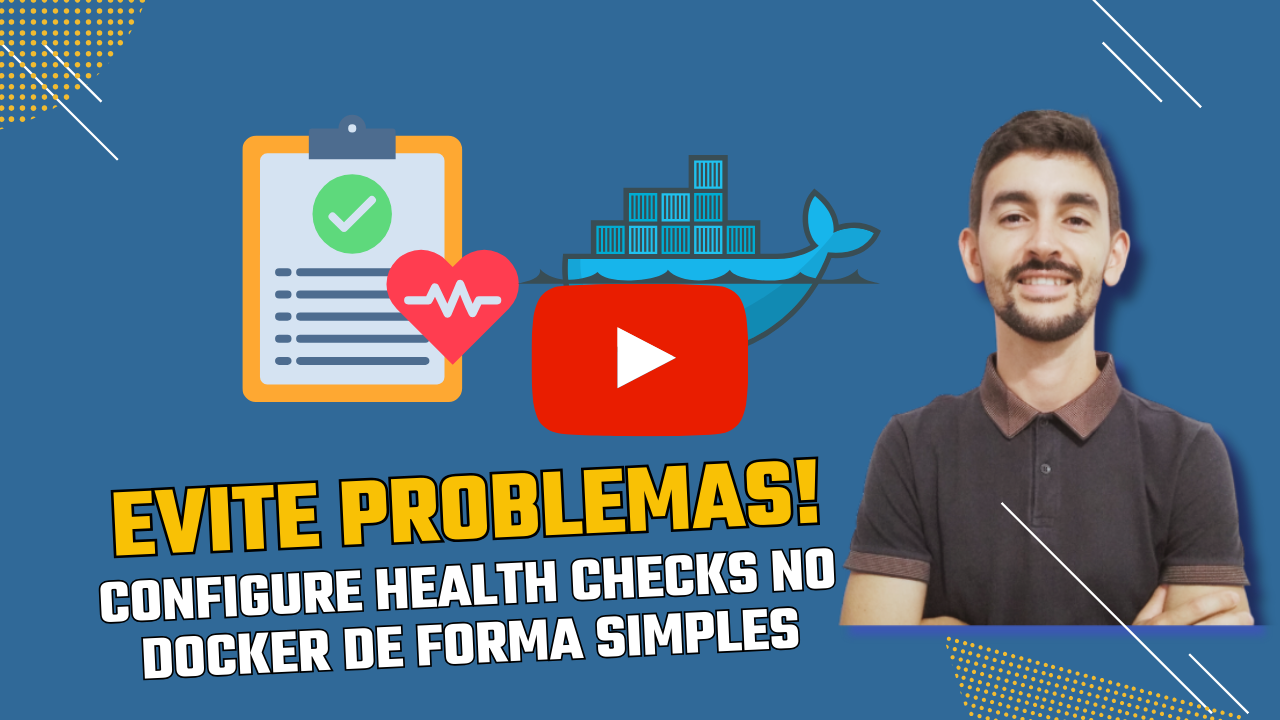 EVITE PROBLEMAS!
CONFIGURE HEALTH CHECKS NO
DOCKER DE FORMA SIMPLES